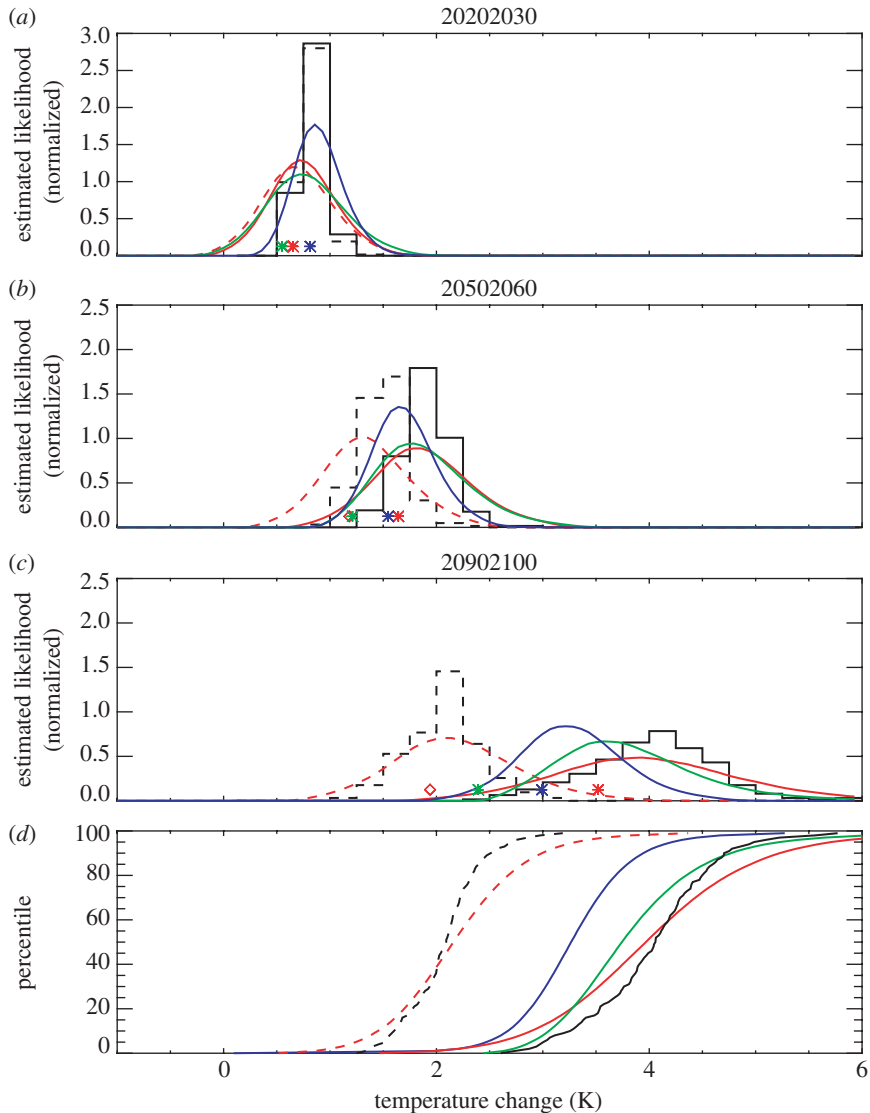 (a) 20202030
estimated likelihood
(normalized)
3.0
2.5
2.0
1.5
1.0
0.5
0.0
(b) 20502060
estimated likelihood
(normalized)
2.5
2.0
1.5
1.0
0.5
0.0
(c) 20902100
estimated likelihood
(normalized)
2.5
2.0
1.5
1.0
0.5
0.0
(d)
percentile
100
80
60
40
20
0
0 2 4 6
temperature change (K)